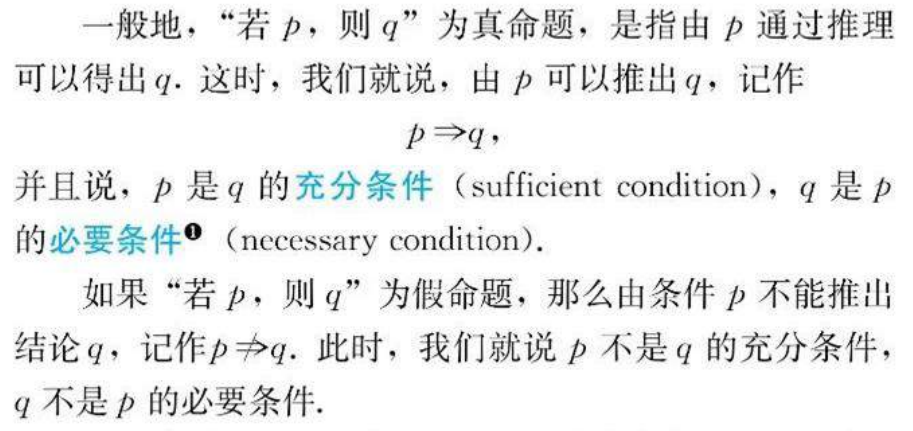 一般地，“若 p，则 q”为真命题，是指由 p 通过推理
可以得出 q. 这时，我们就说，由 p 可以推出 q，记作
p⇒q，
并且说，p 是 q 的充分条件（sufficient condition），q 是 p
的必要条件❶（necessary condition）.
如果“若 p，则 q”为假命题，那么由条件 p 不能推出
结论 q，记作 p⇏q. 此时，我们就说 p 不是 q 的充分条件，
q 不是 p 的必要条件.